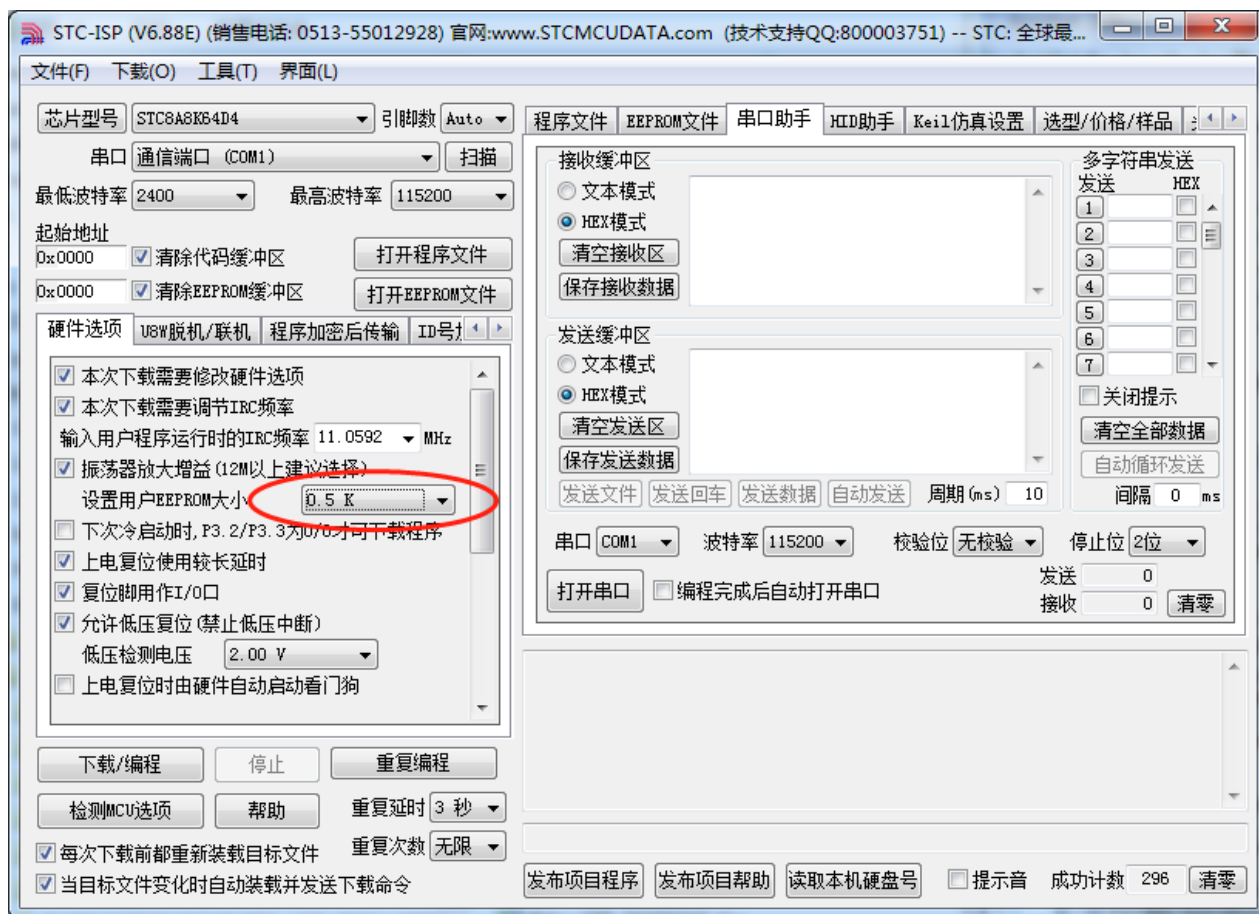 STC-ISP (V6.88E) (销售电话: 0513-55012928) 官网:www.STCMCUDATA.com (技术支持QQ:800003751) -- STC: 全球最...
文件(F) 下载(O) 工具(T) 界面(L)
芯片型号 STC8A8K64D4 引脚数 Auto
串口 通信端口 (COM1) 扫描
最低波特率 2400 最高波特率 115200
起始地址
0x0000 清除代码缓冲区 打开程序文件
0x0000 清除EEPROM缓冲区 打开EEPROM文件
硬件选项 U8W脱机/联机 程序加密后传输
本次下载需要修改硬件选项
本次下载需要调节IRC频率
输入用户程序运行时的IRC频率 11.0592 MHz
振荡器放大增益(12M以上建议选择)
设置用户EEPROM大小 0.5 K
下次冷启动时,P3.2/P3.3为0/0才可下载程序
上电复位使用较长延时
复位脚用作I/O口
允许低压复位(禁止低压中断)
低压检测电压 2.00 V
上电复位时由硬件自动启动看门狗
下载/编程 停止 重复编程
检测MCU选项 帮助 重复延时 3 秒
每次下载前都重新装载目标文件 重复次数 无限
当目标文件变化时自动装载并发送下载命令
程序文件 EEPROM文件 串口助手 HID助手 Keil仿真设置 选型/价格/样品
接收缓冲区
文本模式
HEX模式
清空接收区
保存接收数据
发送缓冲区
文本模式
HEX模式
清空发送区
保存发送数据
发送文件 发送回车 发送数据 自动发送 周期(ms) 10
多字符串发送
发送 HEX
1
2
3
4
5
6
7
关闭提示
清空全部数据
自动循环发送
间隔 0 ms
串口 COM1 波特率 115200 校验位 无校验 停止位 2位
打开串口 编程完成后自动打开串口
发送 0
接收 0 清零
发布项目程序 发布项目帮助 读取本机硬盘号 提示音 成功计数 296 清零